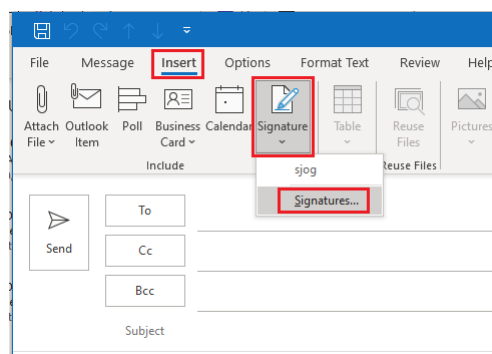 File Message Insert Options Format Text Review Help
Attach File Outlook Item Poll Business Card Calendar Signature Table Reuse Files Pictures
Include
Reuse Files
sjog
Signatures...
Send
To
Cc
Bcc
Subject